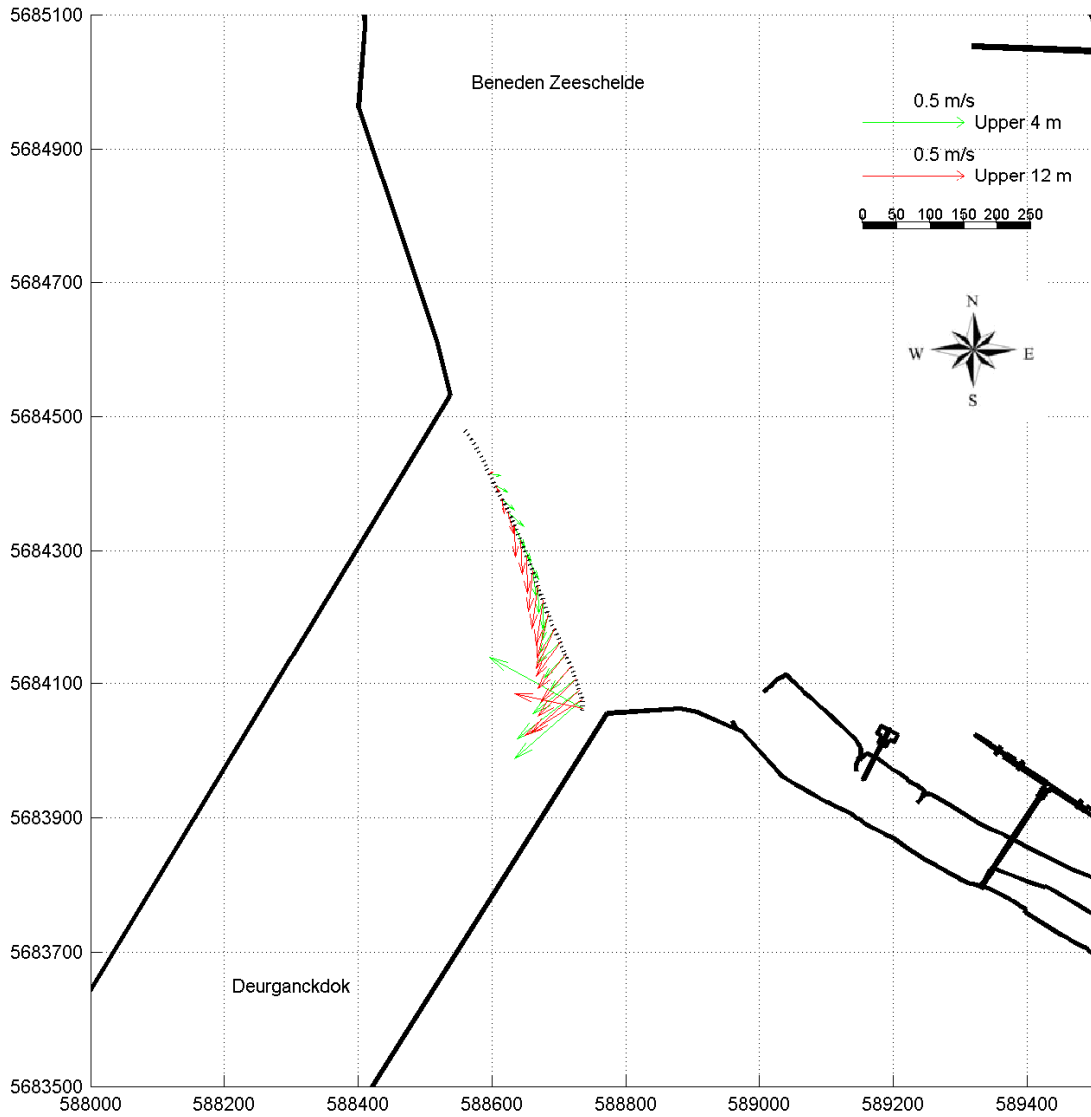 5685100
Beneden Zeeschelde
0.5 m/s
Upper 4 m
5684900
0.5 m/s
Upper 12 m
0 50 100 150 200 250
5684700
N
W E
S
5684500
5684300
5684100
5683900
5683700
Deurganckdok
5683500
588000 588200 588400 588600 588800 589000 589200 589400